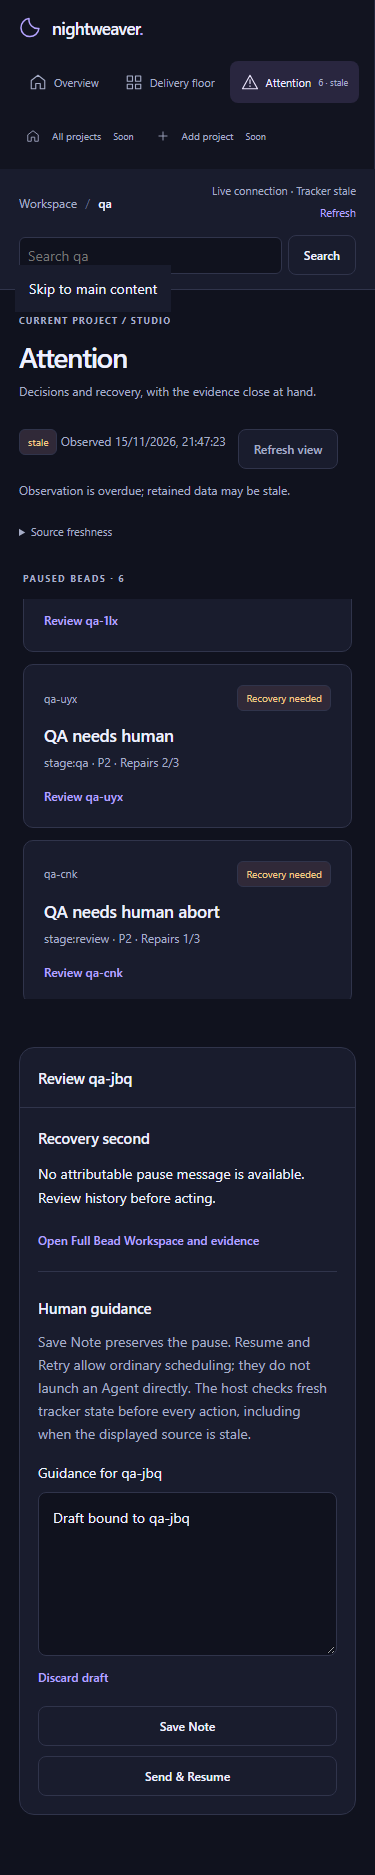 nightweaver.
Overview
Delivery floor
Attention
6 · stale
All projects
Soon
Add project
Soon
Workspace / qa
Live connection · Tracker stale
Refresh
Search qa
Search
Skip to main content
CURRENT PROJECT / STUDIO
Attention
Decisions and recovery, with the evidence close at hand.
stale
Observed 15/11/2026, 21:47:23
Refresh view
Observation is overdue; retained data may be stale.
Source freshness
PAUSED BEADS · 6
Review qa-1lx
qa-uyx
Recovery needed
QA needs human
stage:qa · P2 · Repairs 2/3
Review qa-uyx
qa-cnk
Recovery needed
QA needs human abort
stage:review · P2 · Repairs 1/3
Review qa-cnk
Review qa-jbq
Recovery second
No attributable pause message is available.
Review history before acting.
Open Full Bead Workspace and evidence
Human guidance
Save Note preserves the pause. Resume and
Retry allow ordinary scheduling; they do not
launch an Agent directly. The host checks fresh
tracker state before every action, including
when the displayed source is stale.
Guidance for qa-jbq
Draft bound to qa-jbq
Discard draft
Save Note
Send & Resume